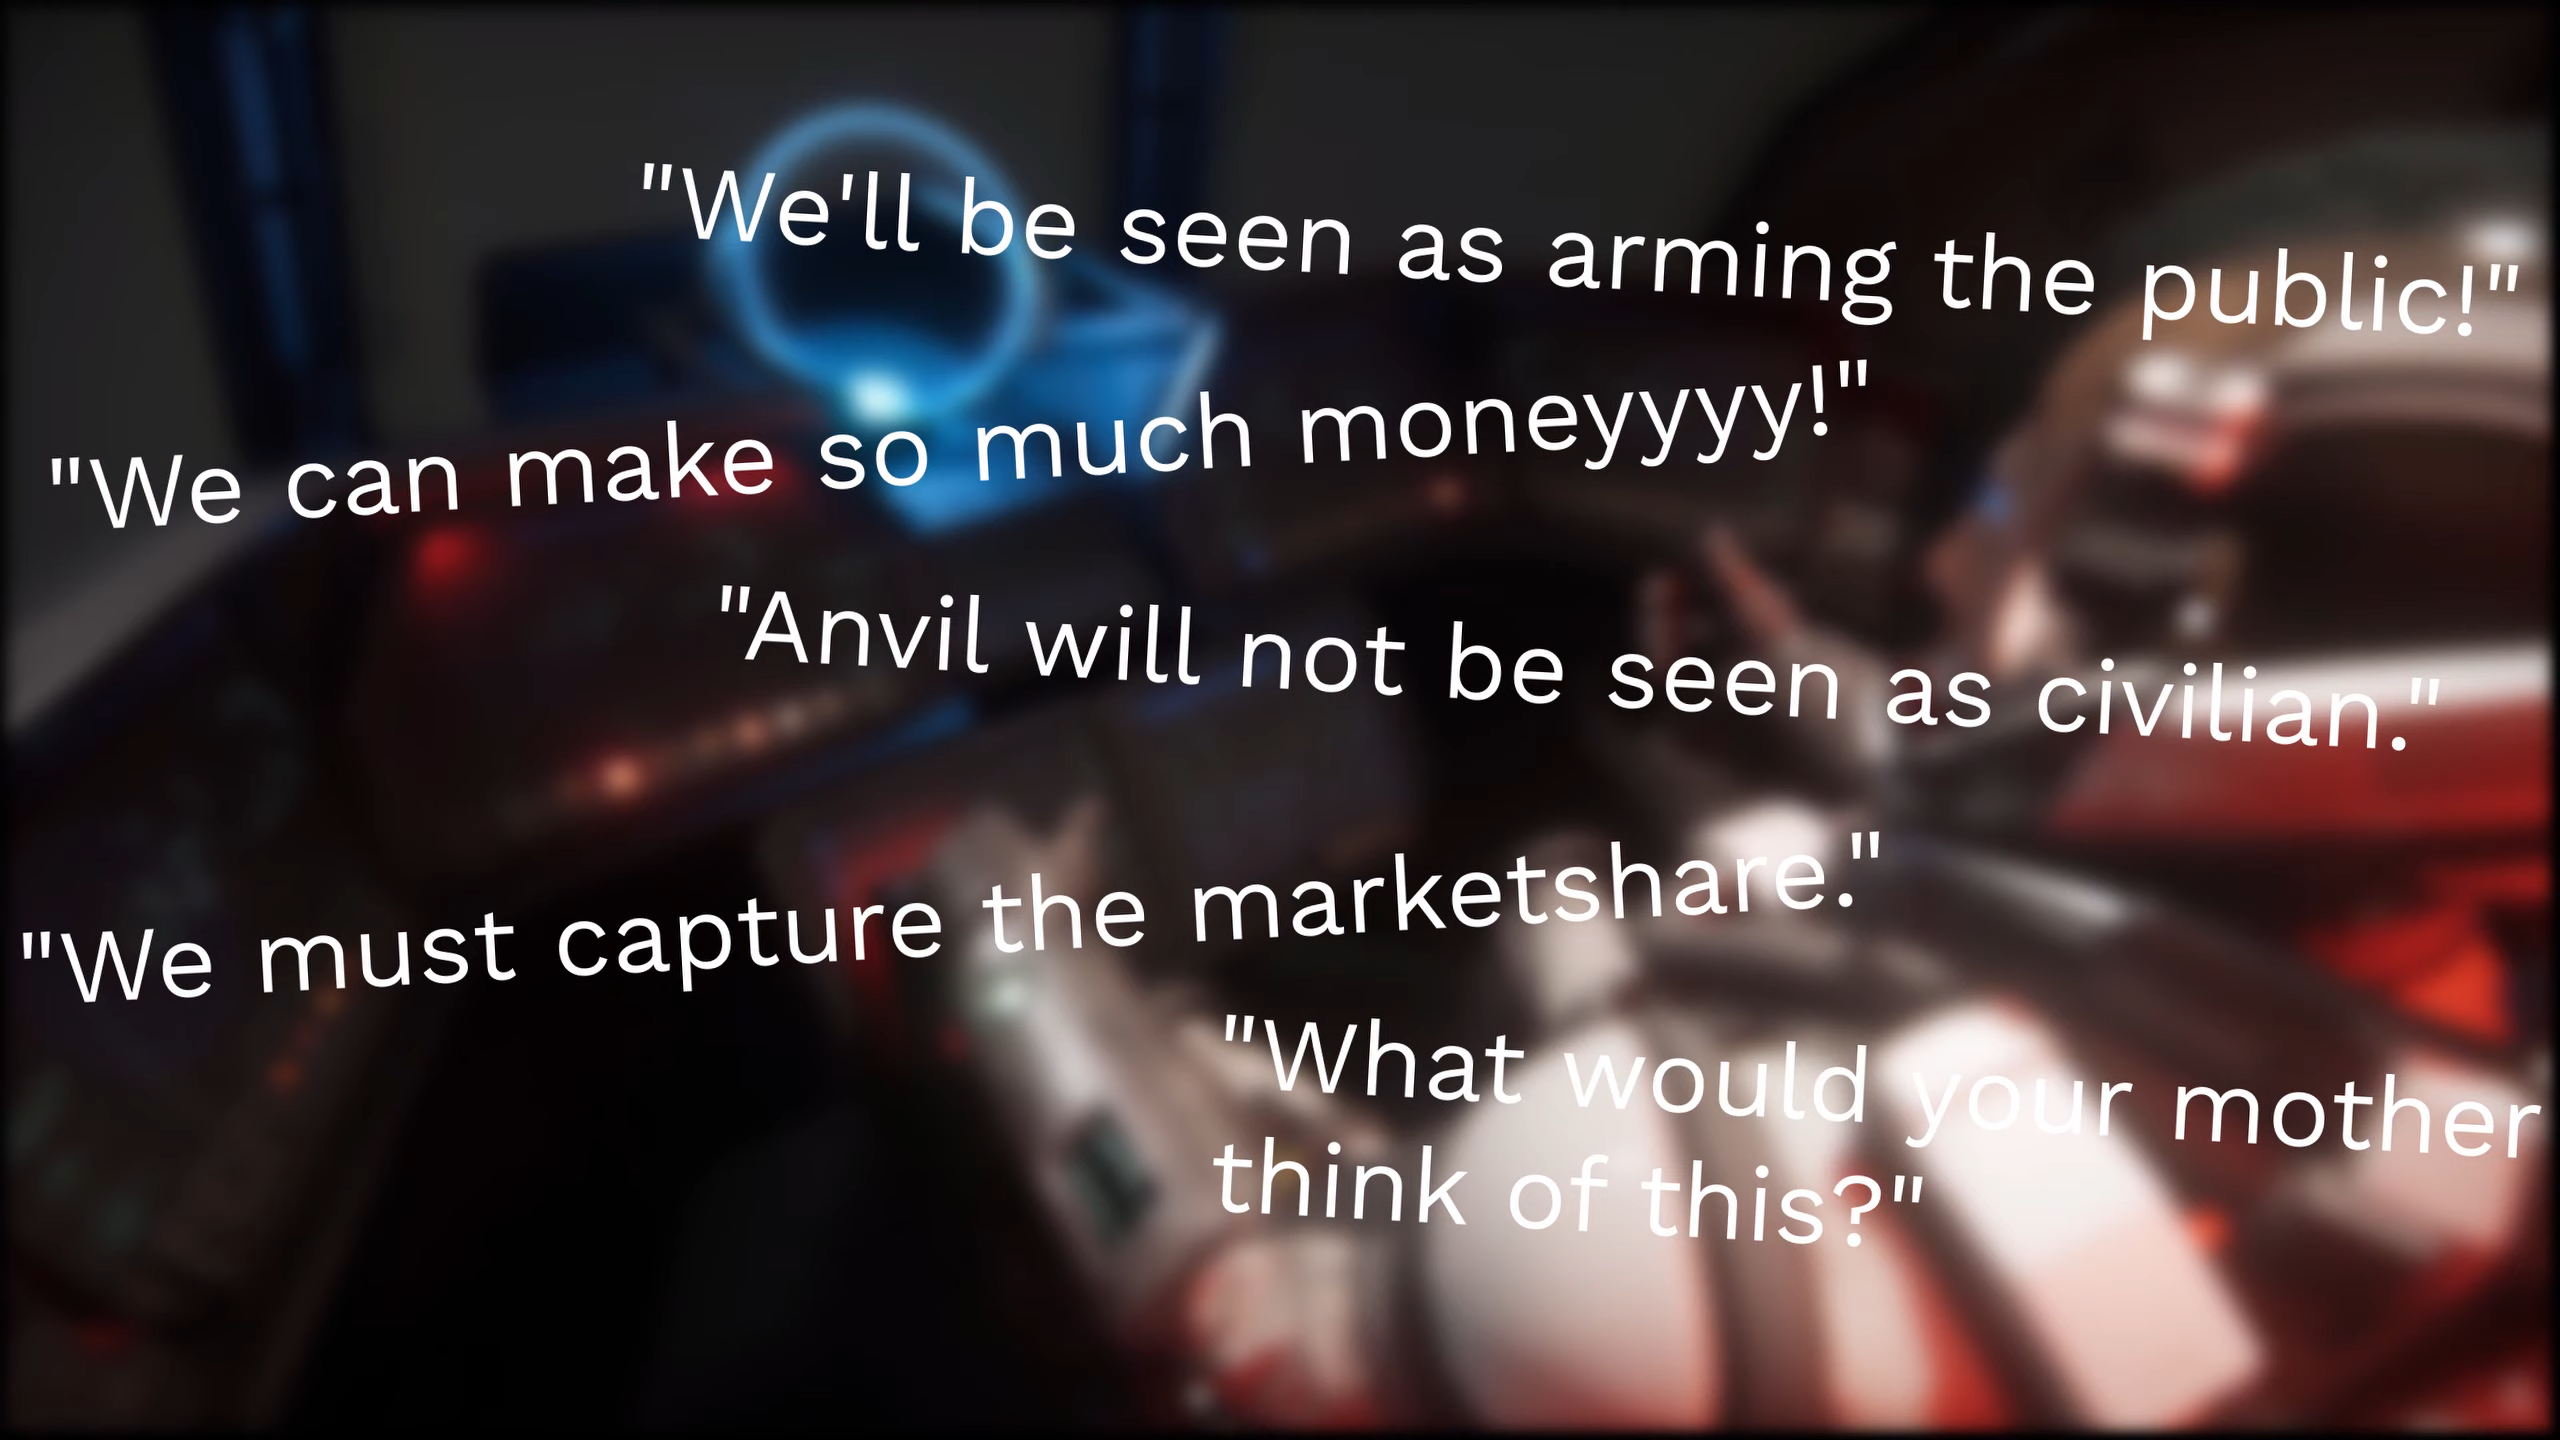 "We'll be seen as arming the public!"
"We can make so much moneyyyy!"
"Anvil will not be seen as civilian."
"We must capture the marketshare."
"What would your mother
think of this?"